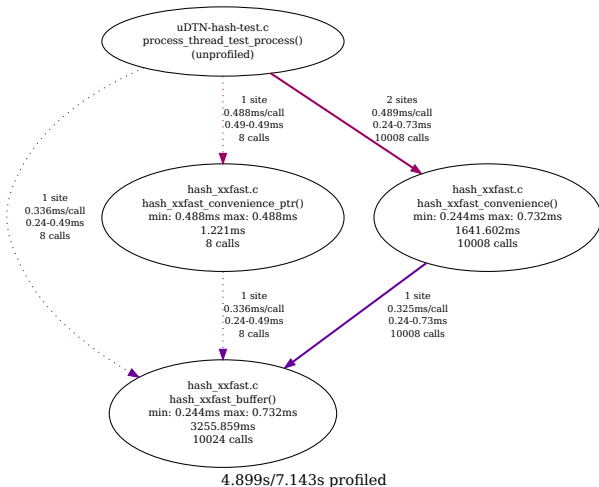 uDTN-hash-test.c
process_thread_test_process()
(unprofiled)
1 site
0.488ms/call
0.49-0.49ms
8 calls
2 sites
0.489ms/call
0.24-0.73ms
10008 calls
1 site
0.336ms/call
0.24-0.49ms
8 calls
hash_xxfast.c
hash_xxfast_convenience_ptr()
min: 0.488ms max: 0.488ms
1.221ms
8 calls
hash_xxfast.c
hash_xxfast_convenience()
min: 0.244ms max: 0.732ms
1641.602ms
10008 calls
1 site
0.336ms/call
0.24-0.49ms
8 calls
1 site
0.325ms/call
0.24-0.73ms
10008 calls
hash_xxfast.c
hash_xxfast_buffer()
min: 0.244ms max: 0.732ms
3255.859ms
10024 calls
4.899s/7.143s profiled